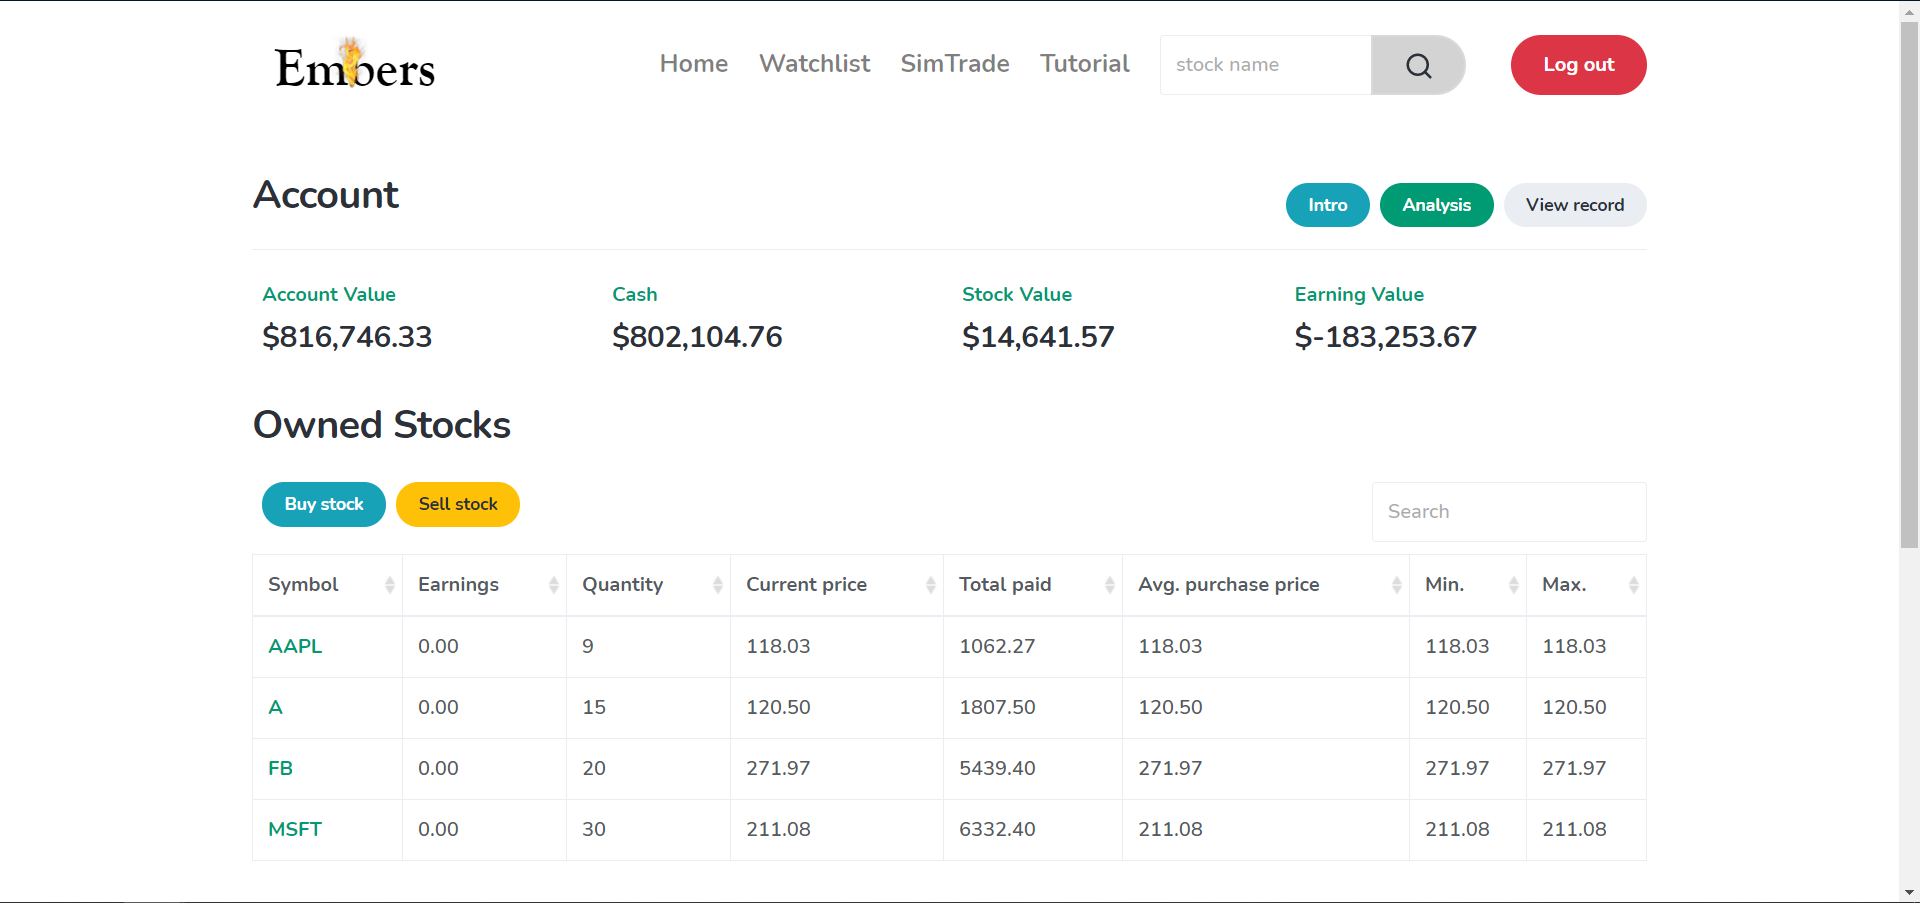 Embers
Home Watchlist SimTrade Tutorial stock name Log out
Account
Intro Analysis View record
Account Value Cash Stock Value Earning Value
$816,746.33 $802,104.76 $14,641.57 $-183,253.67
Owned Stocks
Buy stock Sell stock Search
Symbol Earnings Quantity Current price Total paid Avg. purchase price Min. Max.
AAPL 0.00 9 118.03 1062.27 118.03 118.03 118.03
A 0.00 15 120.50 1807.50 120.50 120.50 120.50
FB 0.00 20 271.97 5439.40 271.97 271.97 271.97
MSFT 0.00 30 211.08 6332.40 211.08 211.08 211.08